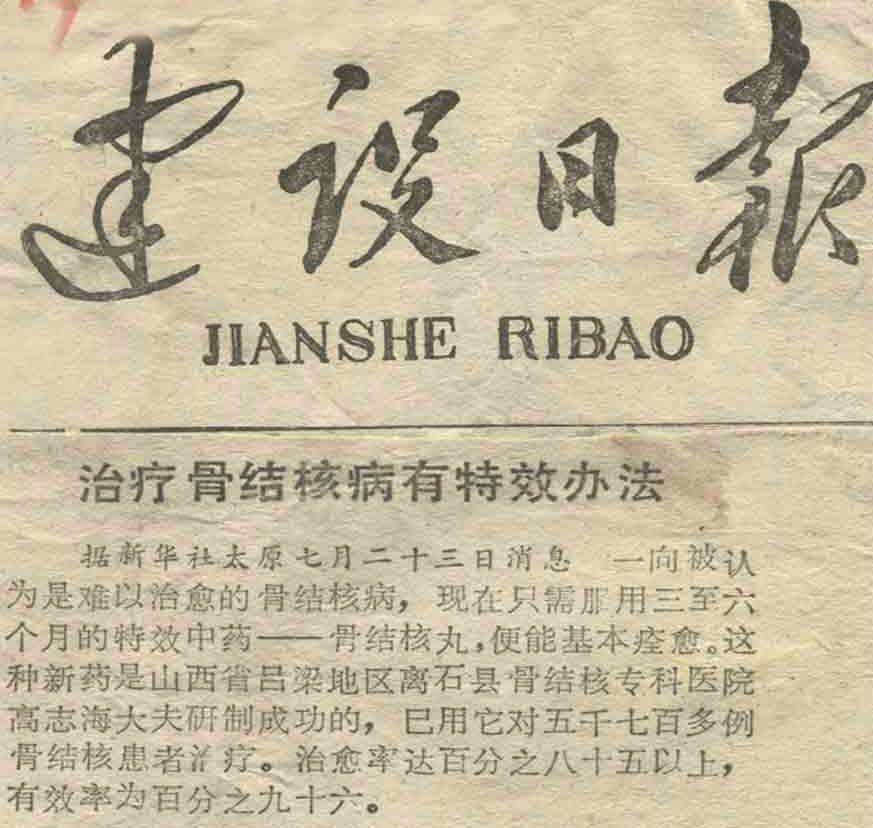 建设日報
JIANSHE RIBAO
治疗骨结核病有特效办法
据新华社太原七月二十三日消息 一向被认
为是难以治愈的骨结核病，现在只需服用三至六
个月的特效中药——骨结核丸，便能基本痊愈。这
种新药是山西省吕梁地区离石县骨结核专科医院
高志海大夫研制成功的，已用它对五千七百多例
骨结核患者治疗。治愈率达百分之八十五以上，
有效率为百分之九十六。